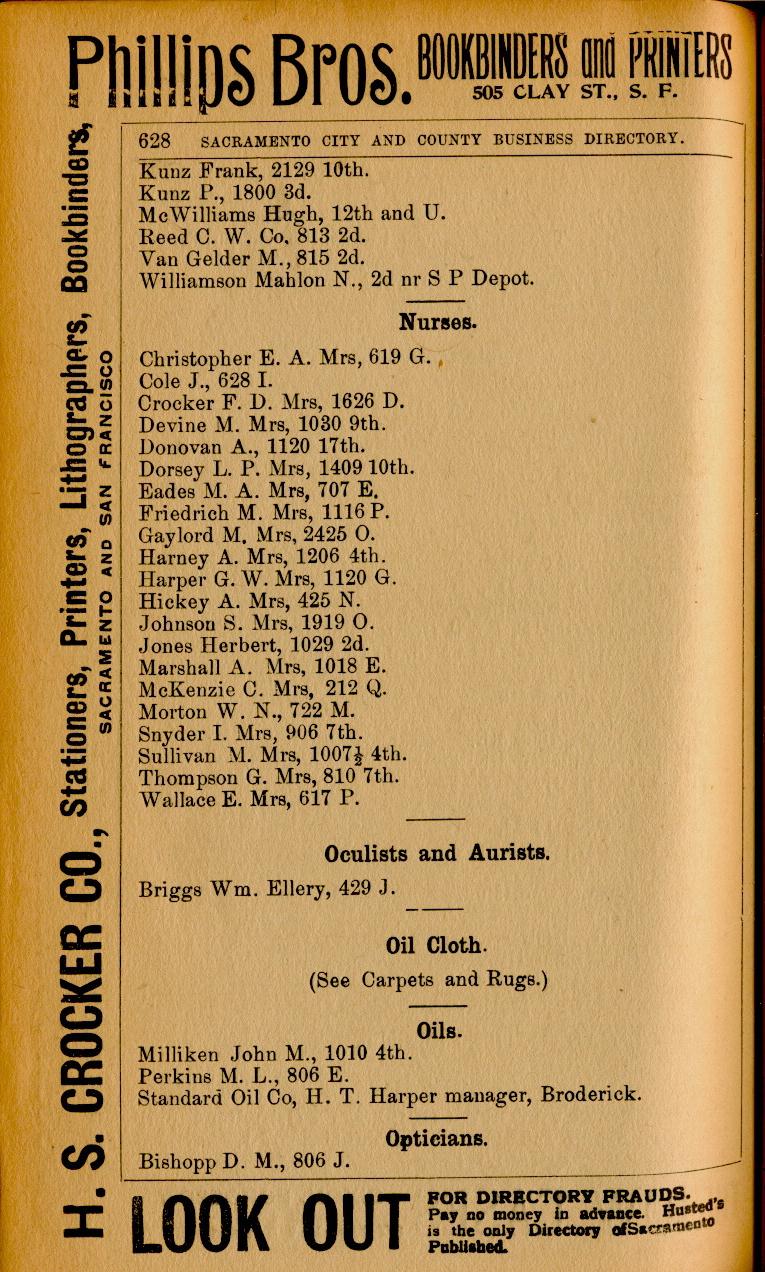 Phillips Bros. BOOKBINDERS and PRINTERS
505 CLAY ST., S. F.
628 SACRAMENTO CITY AND COUNTY BUSINESS DIRECTORY.
Kunz Frank, 2129 10th.
Kunz P., 1800 3d.
McWilliams Hugh, 12th and U.
Reed C. W. Co. 813 2d.
Van Gelder M., 815 2d.
Williamson Mahlon N., 2d nr S P Depot.
Nurses.
Christopher E. A. Mrs, 619 G.
Cole J., 628 I.
Crocker F. D. Mrs, 1626 D.
Devine M. Mrs, 1030 9th.
Donovan A., 1120 17th.
Dorsey L. P. Mrs, 1409 10th.
Eades M. A. Mrs, 707 E.
Friedrich M. Mrs, 1116 P.
Gaylord M. Mrs, 2425 O.
Harney A. Mrs, 1206 4th.
Harper G. W. Mrs, 1120 G.
Hickey A. Mrs, 425 N.
Johnson S. Mrs, 1919 O.
Jones Herbert, 1029 2d.
Marshall A. Mrs, 1018 E.
McKenzie C. Mrs, 212 Q.
Morton W. N., 722 M.
Snyder I. Mrs, 906 7th.
Sullivan M. Mrs, 1007½ 4th.
Thompson G. Mrs, 810 7th.
Wallace E. Mrs, 617 P.
Oculists and Aurists.
Briggs Wm. Ellery, 429 J.
Oil Cloth.
(See Carpets and Rugs.)
Oils.
Milliken John M., 1010 4th.
Perkins M. L., 806 E.
Standard Oil Co, H. T. Harper manager, Broderick.
Opticians.
Bishopp D. M., 806 J.
H. S. CROCKER CO., Stationers, Printers, Lithographers, Bookbinders,
SACRAMENTO AND SAN FRANCISCO
LOOK OUT
FOR DIRECTORY FRAUDS.
Pay no money in advance. Husted's
is the only Directory of Sacramento
Published.